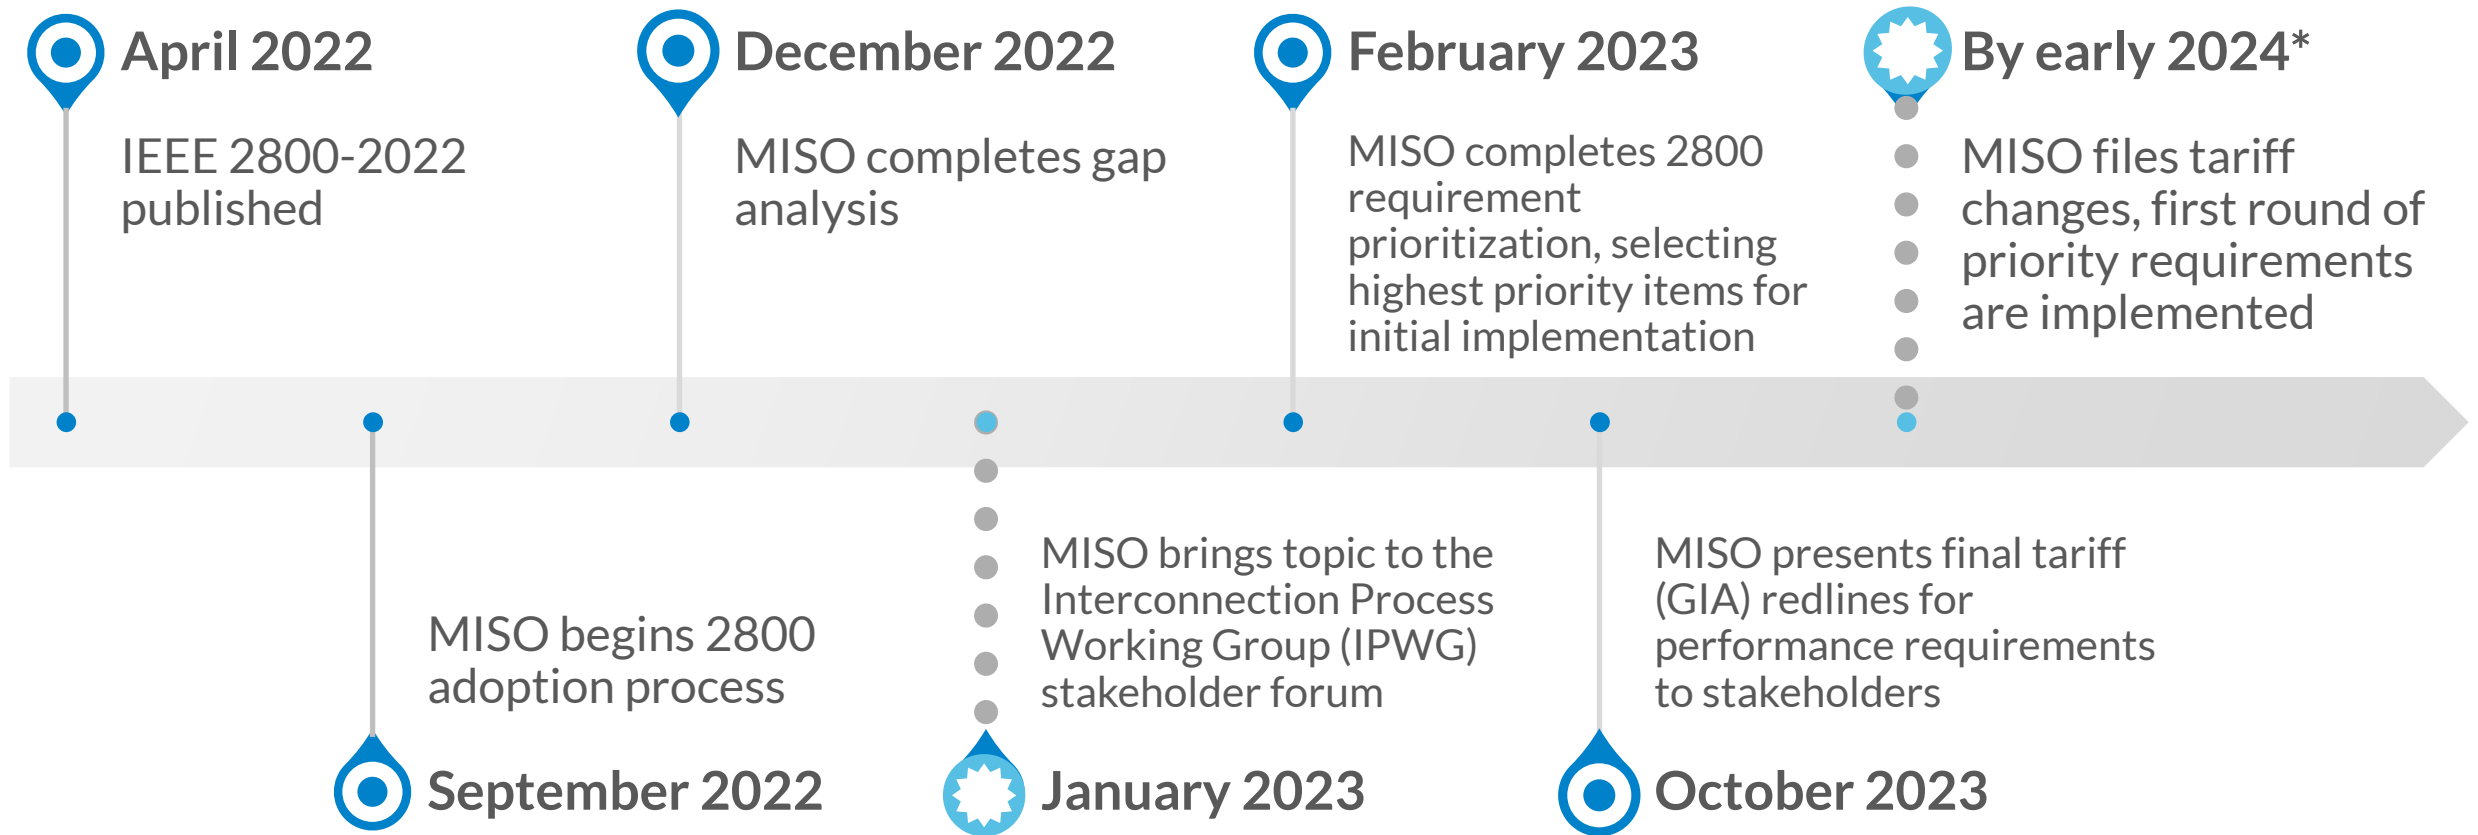 April 2022
IEEE 2800-2022
published
December 2022
MISO completes gap
analysis
February 2023
MISO completes 2800
requirement
prioritization, selecting
highest priority items for
initial implementation
By early 2024*
MISO files tariff
changes, first round of
priority requirements
are implemented
MISO begins 2800
adoption process
September 2022
MISO brings topic to the
Interconnection Process
Working Group (IPWG)
stakeholder forum
January 2023
MISO presents final tariff
(GIA) redlines for
performance requirements
to stakeholders
October 2023